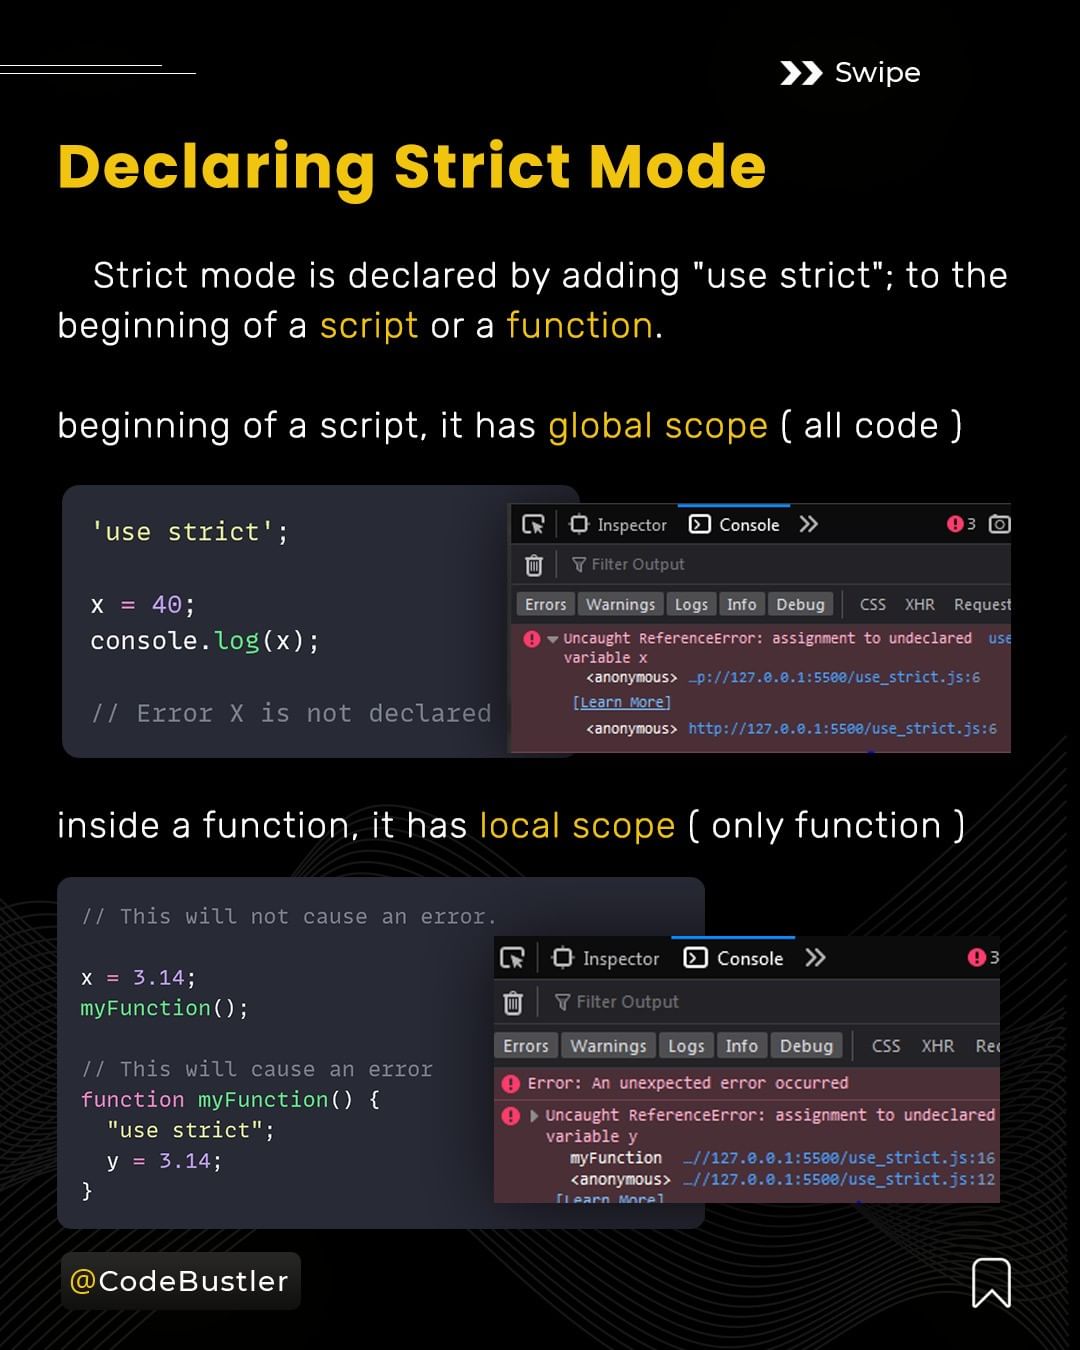 Swipe
Declaring Strict Mode
Strict mode is declared by adding "use strict"; to the
beginning of a script or a function.
beginning of a script, it has global scope ( all code )
'use strict';
x = 40;
console.log(x);
// Error X is not declared
Inspector Console 3
Filter Output
Errors Warnings Logs Info Debug CSS XHR Request
Uncaught ReferenceError: assignment to undeclared use
variable x
<anonymous> …p://127.0.0.1:5500/use_strict.js:6
[Learn More]
<anonymous> http://127.0.0.1:5500/use_strict.js:6
inside a function, it has local scope ( only function )
// This will not cause an error.
x = 3.14;
myFunction();
// This will cause an error
function myFunction() {
"use strict";
y = 3.14;
}
Inspector Console 3
Filter Output
Errors Warnings Logs Info Debug CSS XHR Rec
Error: An unexpected error occurred
Uncaught ReferenceError: assignment to undeclared
variable y
myFunction …//127.0.0.1:5500/use_strict.js:16
<anonymous> …//127.0.0.1:5500/use_strict.js:12
[Learn More]
@CodeBustler